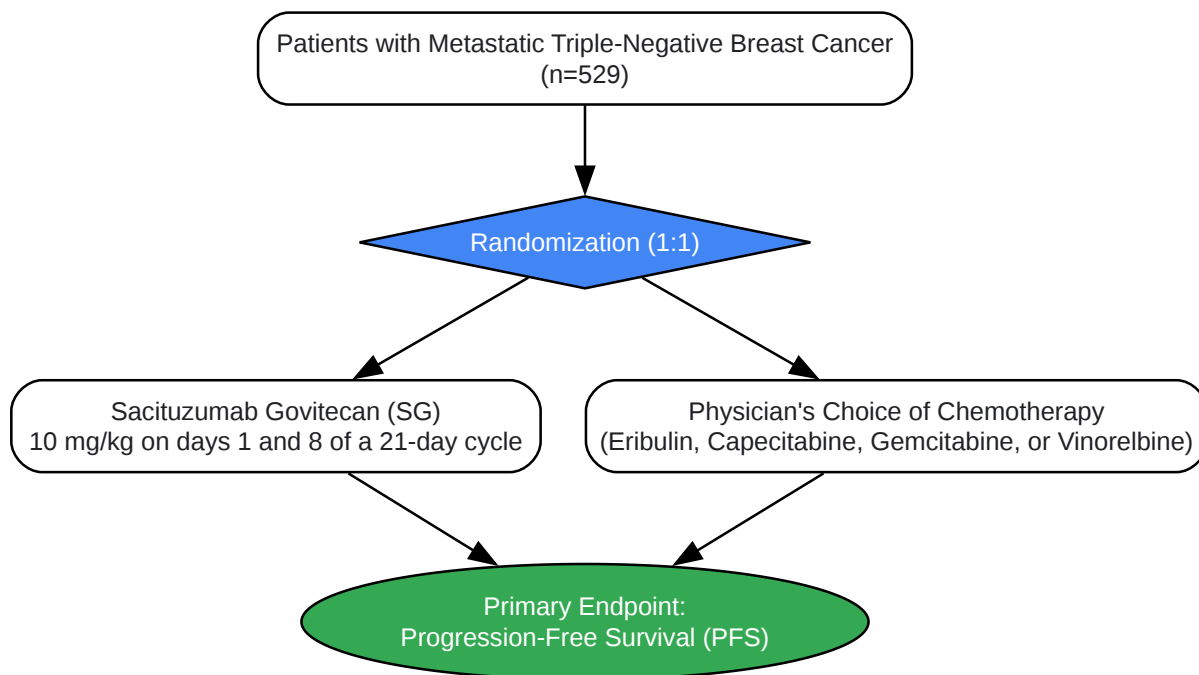 Patients with Metastatic Triple-Negative Breast Cancer
(n=529)
Randomization (1:1)
Sacituzumab Govitecan (SG)
10 mg/kg on days 1 and 8 of a 21-day cycle
Physician's Choice of Chemotherapy
(Eribulin, Capecitabine, Gemcitabine, or Vinorelbine)
Primary Endpoint:
Progression-Free Survival (PFS)